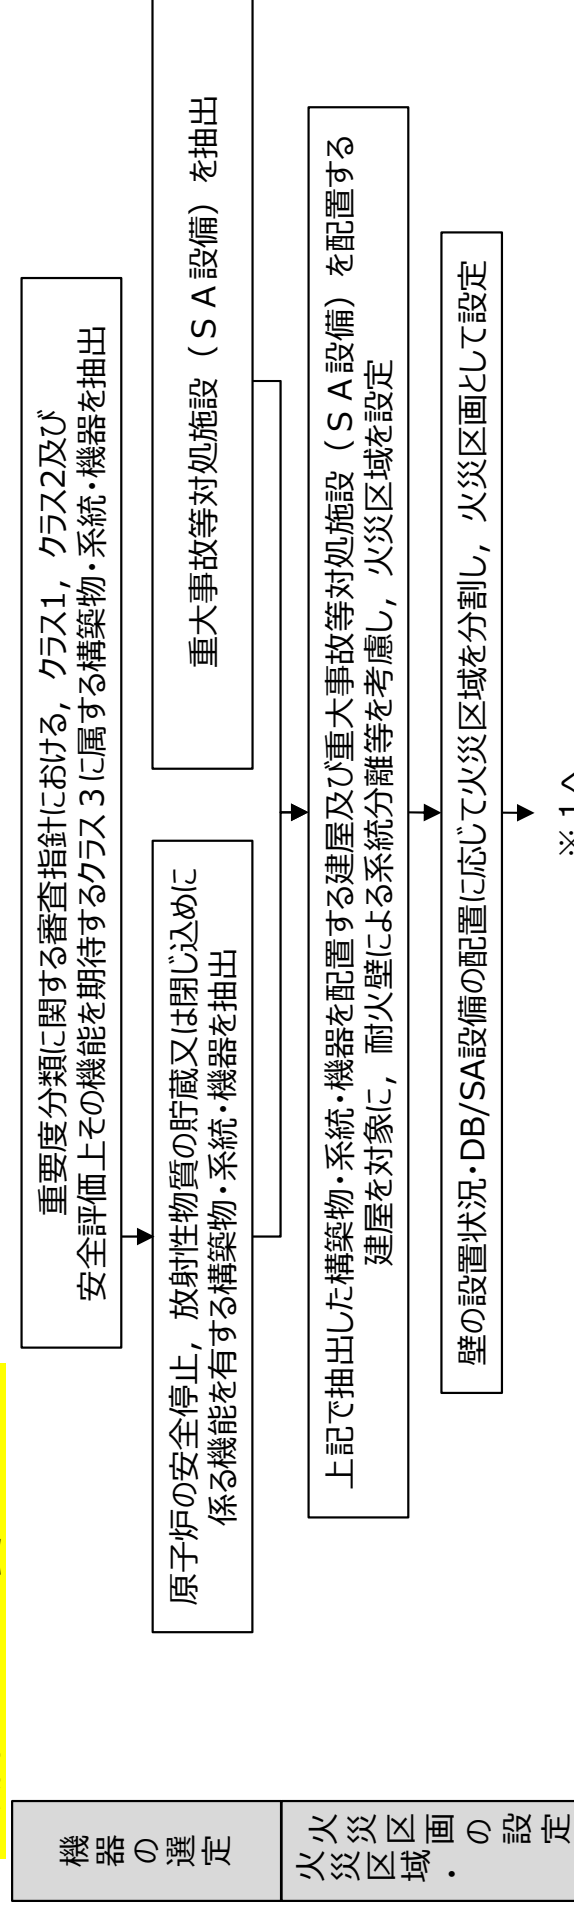 機器の選定
重要度分類に関する審査指針における，クラス1，クラス2及び
安全評価上その機能を期待するクラス３に属する構築物・系統・機器を抽出
原子炉の安全停止，放射性物質の貯蔵又は閉じ込めに
係る機能を有する構築物・系統・機器を抽出
重大事故等対処施設（ＳＡ設備）を抽出
火災区域・
火災区画の設定
上記で抽出した構築物・系統・機器を配置する建屋及び重大事故等対処施設（ＳＡ設備）を配置する
建屋を対象に，耐火壁による系統分離等を考慮し，火災区域を設定
壁の設置状況・DB/SA設備の配置に応じて火災区域を分割し，火災区画として設定
※１へ